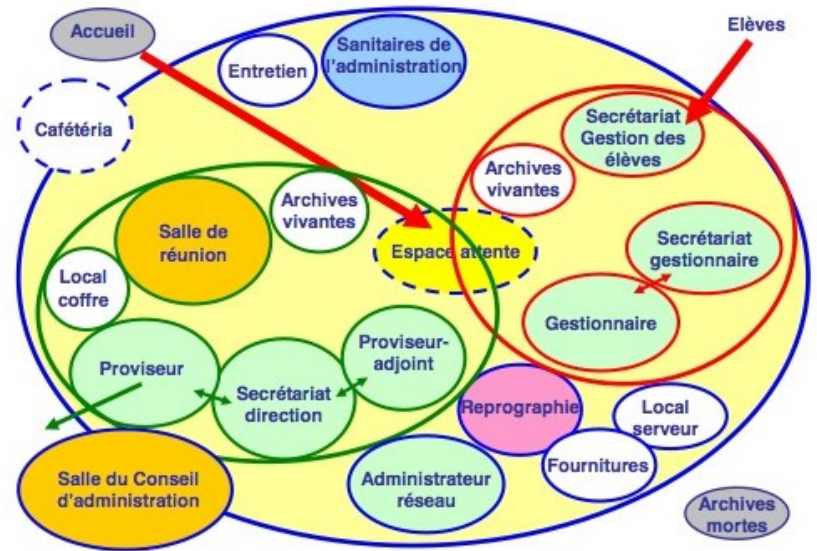 Accueil
Elèves
Entretien
Sanitaires de
l'administration
Cafétéria
Secrétariat
Gestion des
élèves
Archives
vivantes
Archives
vivantes
Salle de
réunion
Espace attente
Secrétariat
gestionnaire
Local
coffre
Gestionnaire
Proviseur
Secrétariat
direction
Proviseur-
adjoint
Reprographie
Local
serveur
Fournitures
Salle du Conseil
d'administration
Administrateur
réseau
Archives
mortes